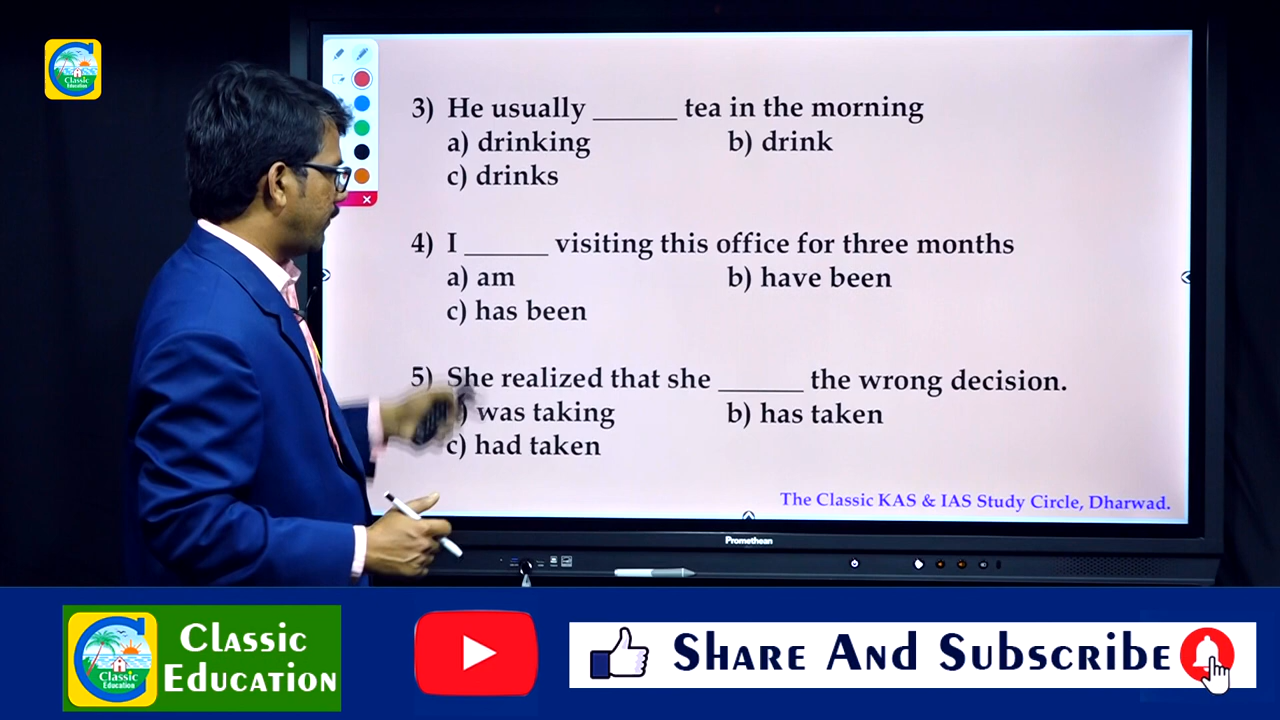 Classic
Education
3) He usually ______ tea in the morning
a) drinking b) drink
c) drinks
4) I ______ visiting this office for three months
a) am b) have been
c) has been
5) She realized that she ______ the wrong decision.
) was taking b) has taken
c) had taken
The Classic KAS & IAS Study Circle, Dharwad.
Promethean
Classic
Education
Classic
Education
Share And Subscribe